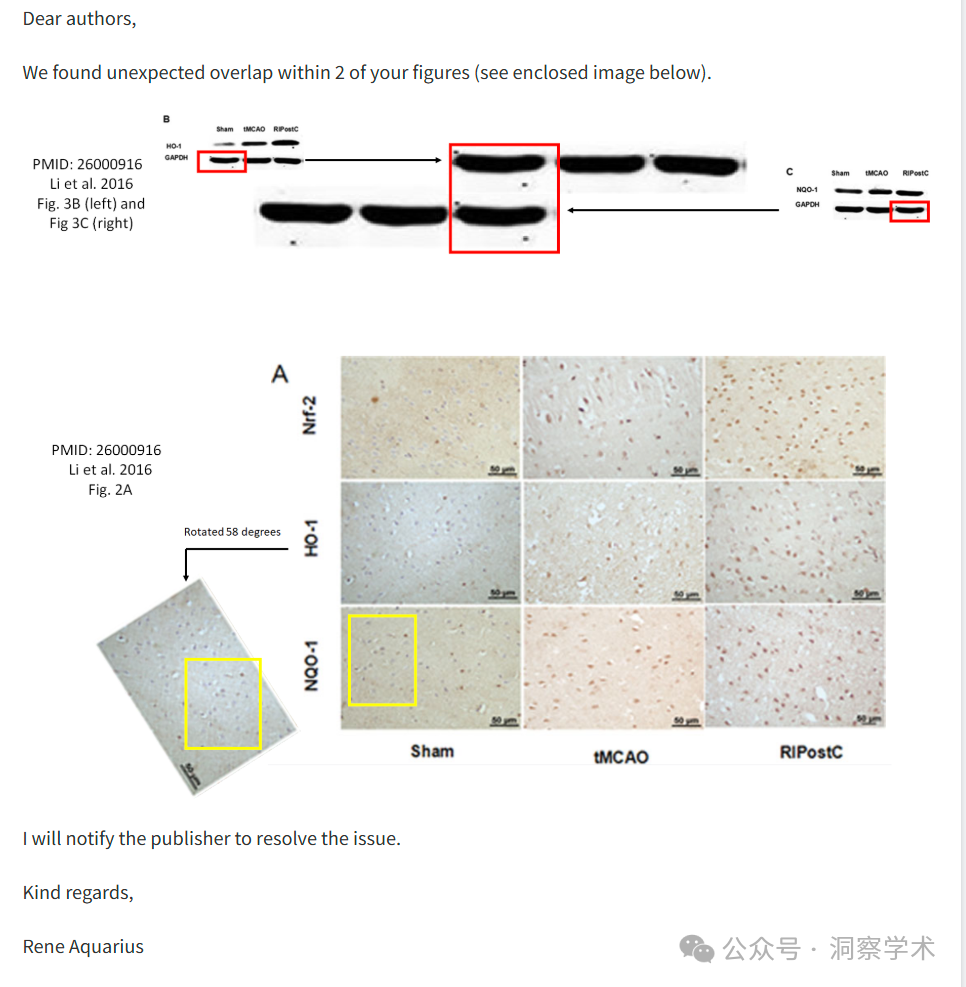 Dear authors,
We found unexpected overlap within 2 of your figures (see enclosed image below).
B
Sham tMCAO RIPostC
HO-1
GAPDH
PMID: 26000916
Li et al. 2016
Fig. 3B (left) and
Fig 3C (right)
C
Sham tMCAO RIPostC
NQO-1
GAPDH
A
Nrf-2
50 μm
50 μm
50 μm
PMID: 26000916
Li et al. 2016
Fig. 2A
Rotated 58 degrees
HO-1
50 μm
50 μm
50 μm
NQO-1
50 μm
50 μm
50 μm
50 μm
Sham
tMCAO
RIPostC
I will notify the publisher to resolve the issue.
Kind regards,
Rene Aquarius
公众号 · 洞察学术